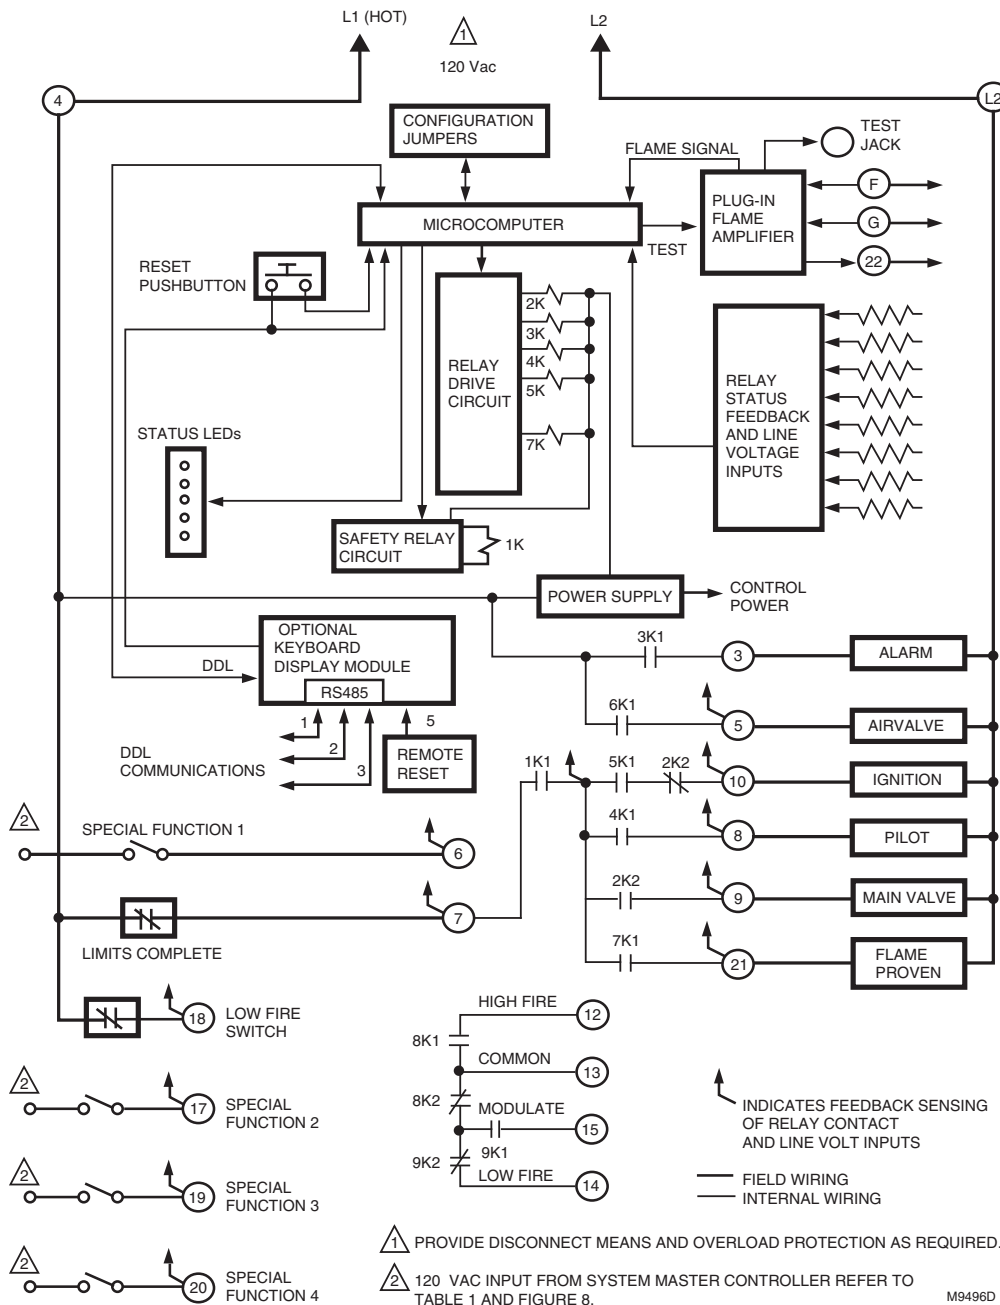 L1 (HOT)
L2
1
120 Vac
4
L2
CONFIGURATION
JUMPERS
TEST
JACK
FLAME SIGNAL
PLUG-IN
FLAME
AMPLIFIER
F
G
22
MICROCOMPUTER
TEST
RESET
PUSHBUTTON
2K
3K
4K
5K
7K
RELAY
DRIVE
CIRCUIT
RELAY
STATUS
FEEDBACK
AND LINE
VOLTAGE
INPUTS
STATUS LEDs
SAFETY RELAY
CIRCUIT
1K
POWER SUPPLY
CONTROL
POWER
OPTIONAL
KEYBOARD
DISPLAY MODULE
RS485
DDL
1
2
3
5
DDL
COMMUNICATIONS
REMOTE
RESET
3K1
3
ALARM
6K1
5
AIRVALVE
1K1
5K1
2K2
10
IGNITION
4K1
8
PILOT
2K2
9
MAIN VALVE
7K1
21
FLAME
PROVEN
2
SPECIAL FUNCTION 1
6
7
LIMITS COMPLETE
18
LOW FIRE
SWITCH
HIGH FIRE
12
8K1
COMMON
13
8K2
MODULATE
15
9K1
9K2
LOW FIRE
14
2
17
SPECIAL
FUNCTION 2
2
19
SPECIAL
FUNCTION 3
2
20
SPECIAL
FUNCTION 4
INDICATES FEEDBACK SENSING
OF RELAY CONTACT
AND LINE VOLT INPUTS
FIELD WIRING
INTERNAL WIRING
1 PROVIDE DISCONNECT MEANS AND OVERLOAD PROTECTION AS REQUIRED.
2 120 VAC INPUT FROM SYSTEM MASTER CONTROLLER REFER TO
TABLE 1 AND FIGURE 8.
M9496D